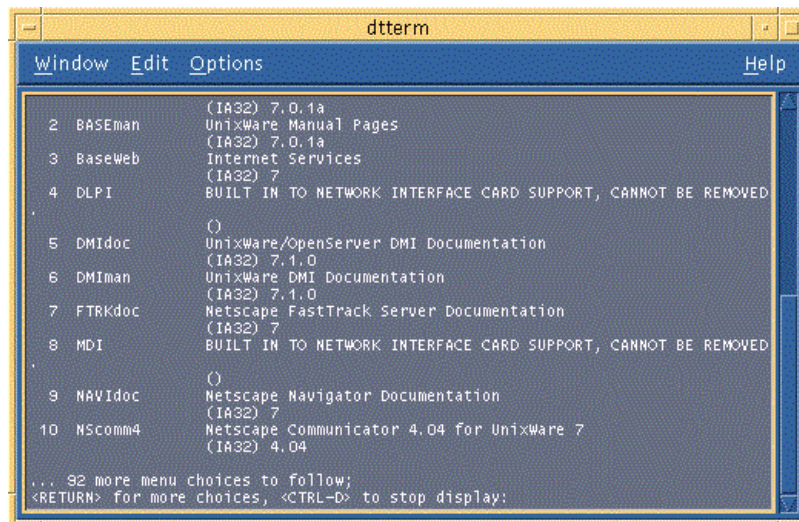 dtterm
Window Edit Options Help
(IA32) 7.0.1a
2 BASEman UnixWare Manual Pages
(IA32) 7.0.1a
3 BaseWeb Internet Services
(IA32) 7
4 DLPI BUILT IN TO NETWORK INTERFACE CARD SUPPORT, CANNOT BE REMOVED
.
()
5 DMIdoc UnixWare/OpenServer DMI Documentation
(IA32) 7.1.0
6 DMIman UnixWare DMI Documentation
(IA32) 7.1.0
7 FTRKdoc Netscape FastTrack Server Documentation
(IA32) 7
8 MDI BUILT IN TO NETWORK INTERFACE CARD SUPPORT, CANNOT BE REMOVED
.
()
9 NAVIdoc Netscape Navigator Documentation
(IA32) 7
10 NScomm4 Netscape Communicator 4.04 for UnixWare 7
(IA32) 4.04
... 92 more menu choices to follow;
<RETURN> for more choices, <CTRL-D> to stop display: